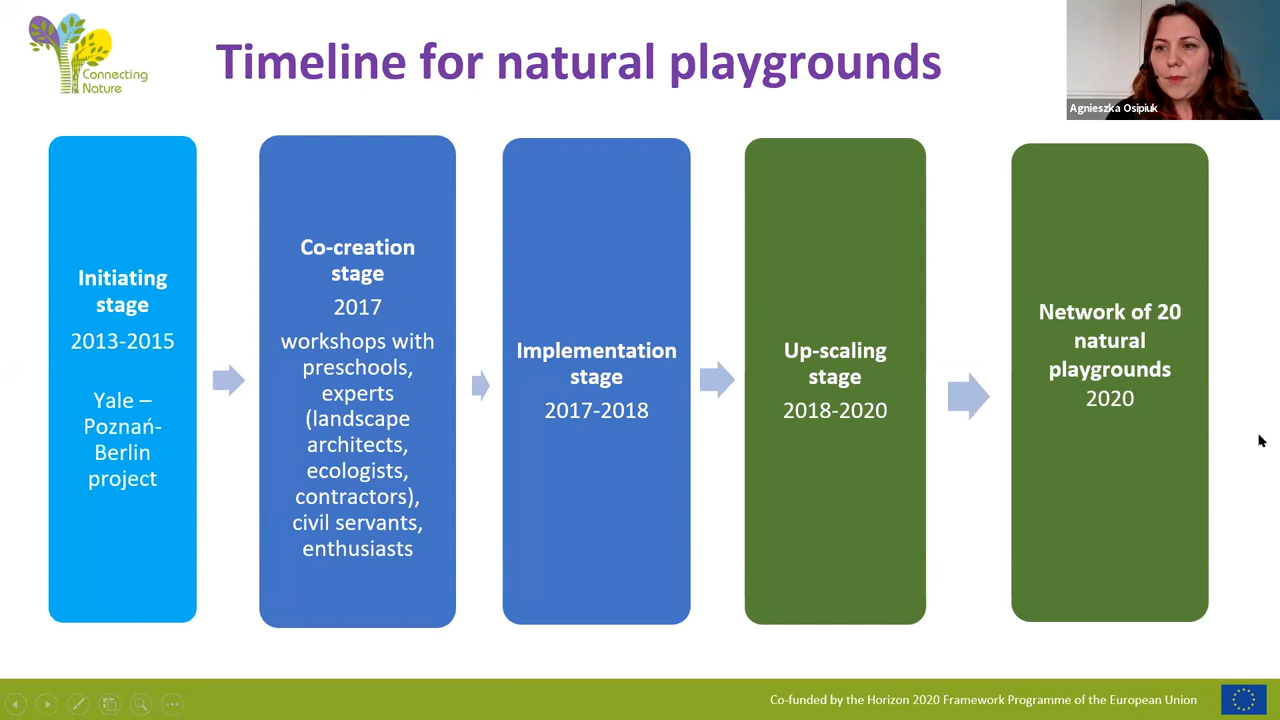 Connecting
Nature
Timeline for natural playgrounds
Agnieszka Osipiuk
Initiating
stage
2013-2015
Yale –
Poznań-
Berlin
project
Co-creation
stage
2017
workshops with
preschools,
experts
(landscape
architects,
ecologists,
contractors),
civil servants,
enthusiasts
Implementation
stage
2017-2018
Up-scaling
stage
2018-2020
Network of 20
natural
playgrounds
2020
Co-funded by the Horizon 2020 Framework Programme of the European Union